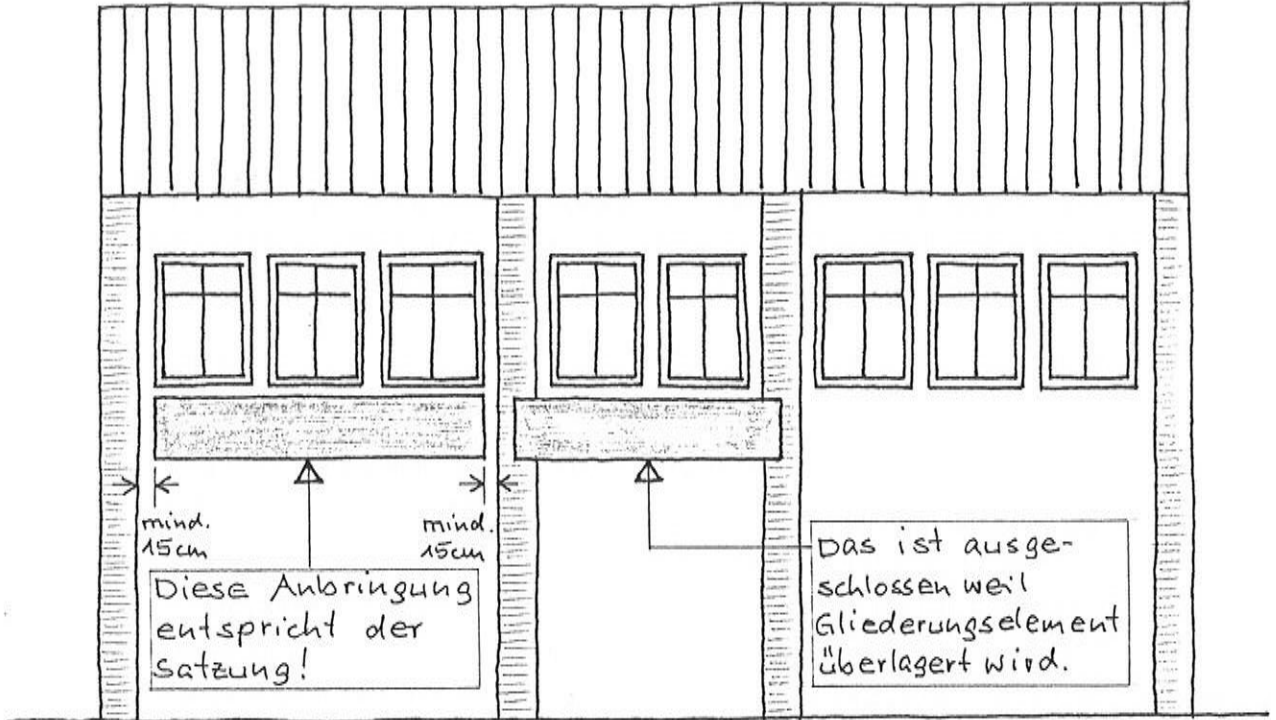 mind.
15cm
mind.
15cm
Diese Anbringung
entspricht der
Satzung!
Das ist ausge-
schlossen weil
Gliederungselement
überlagert wird.